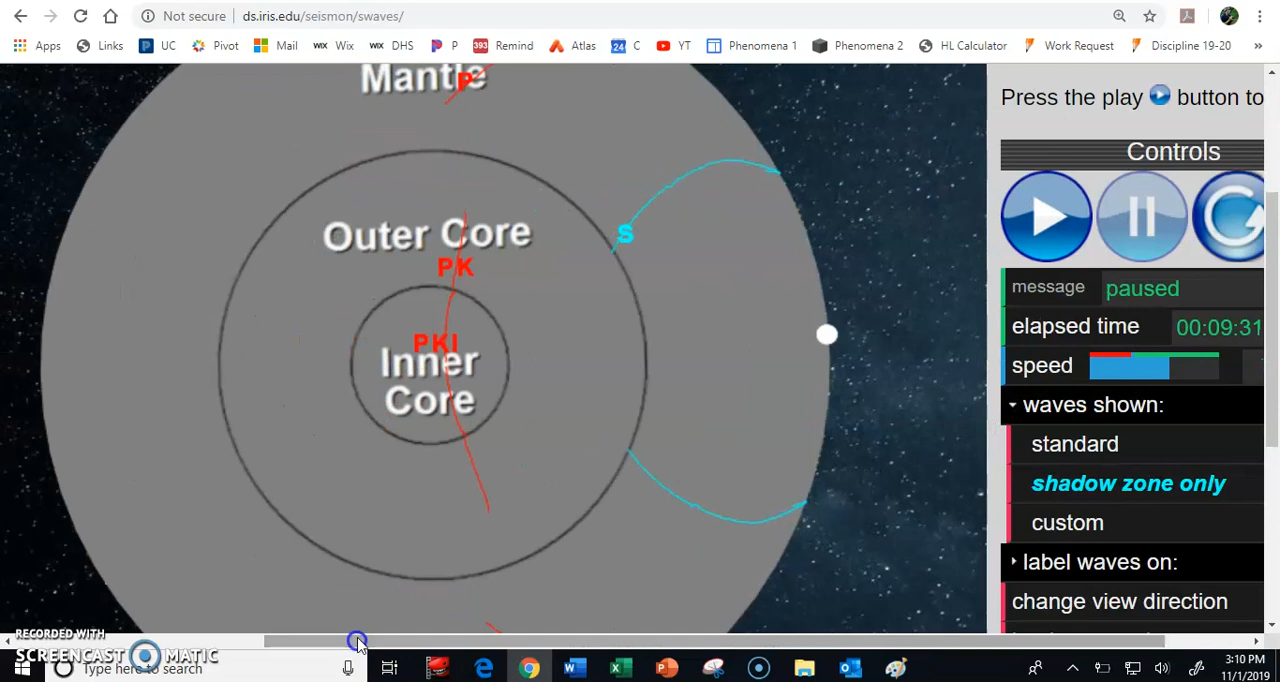 Not secure ds.iris.edu/seismon/swaves/
Apps Links UC Pivot Mail WIX Wix WIX DHS P 393 Remind Atlas 24 C YT Phenomena 1 Phenomena 2 HL Calculator Work Request Discipline 19-20 »
Mantle
P
Outer Core
PK
PKI
Inner
Core
S
Press the play button to
Controls
message paused
elapsed time 00:09:31
speed
waves shown:
standard
shadow zone only
custom
label waves on:
change view direction
RECORDED WITH
SCREENCAST MATIC
Type here to search
3:10 PM
11/1/2019